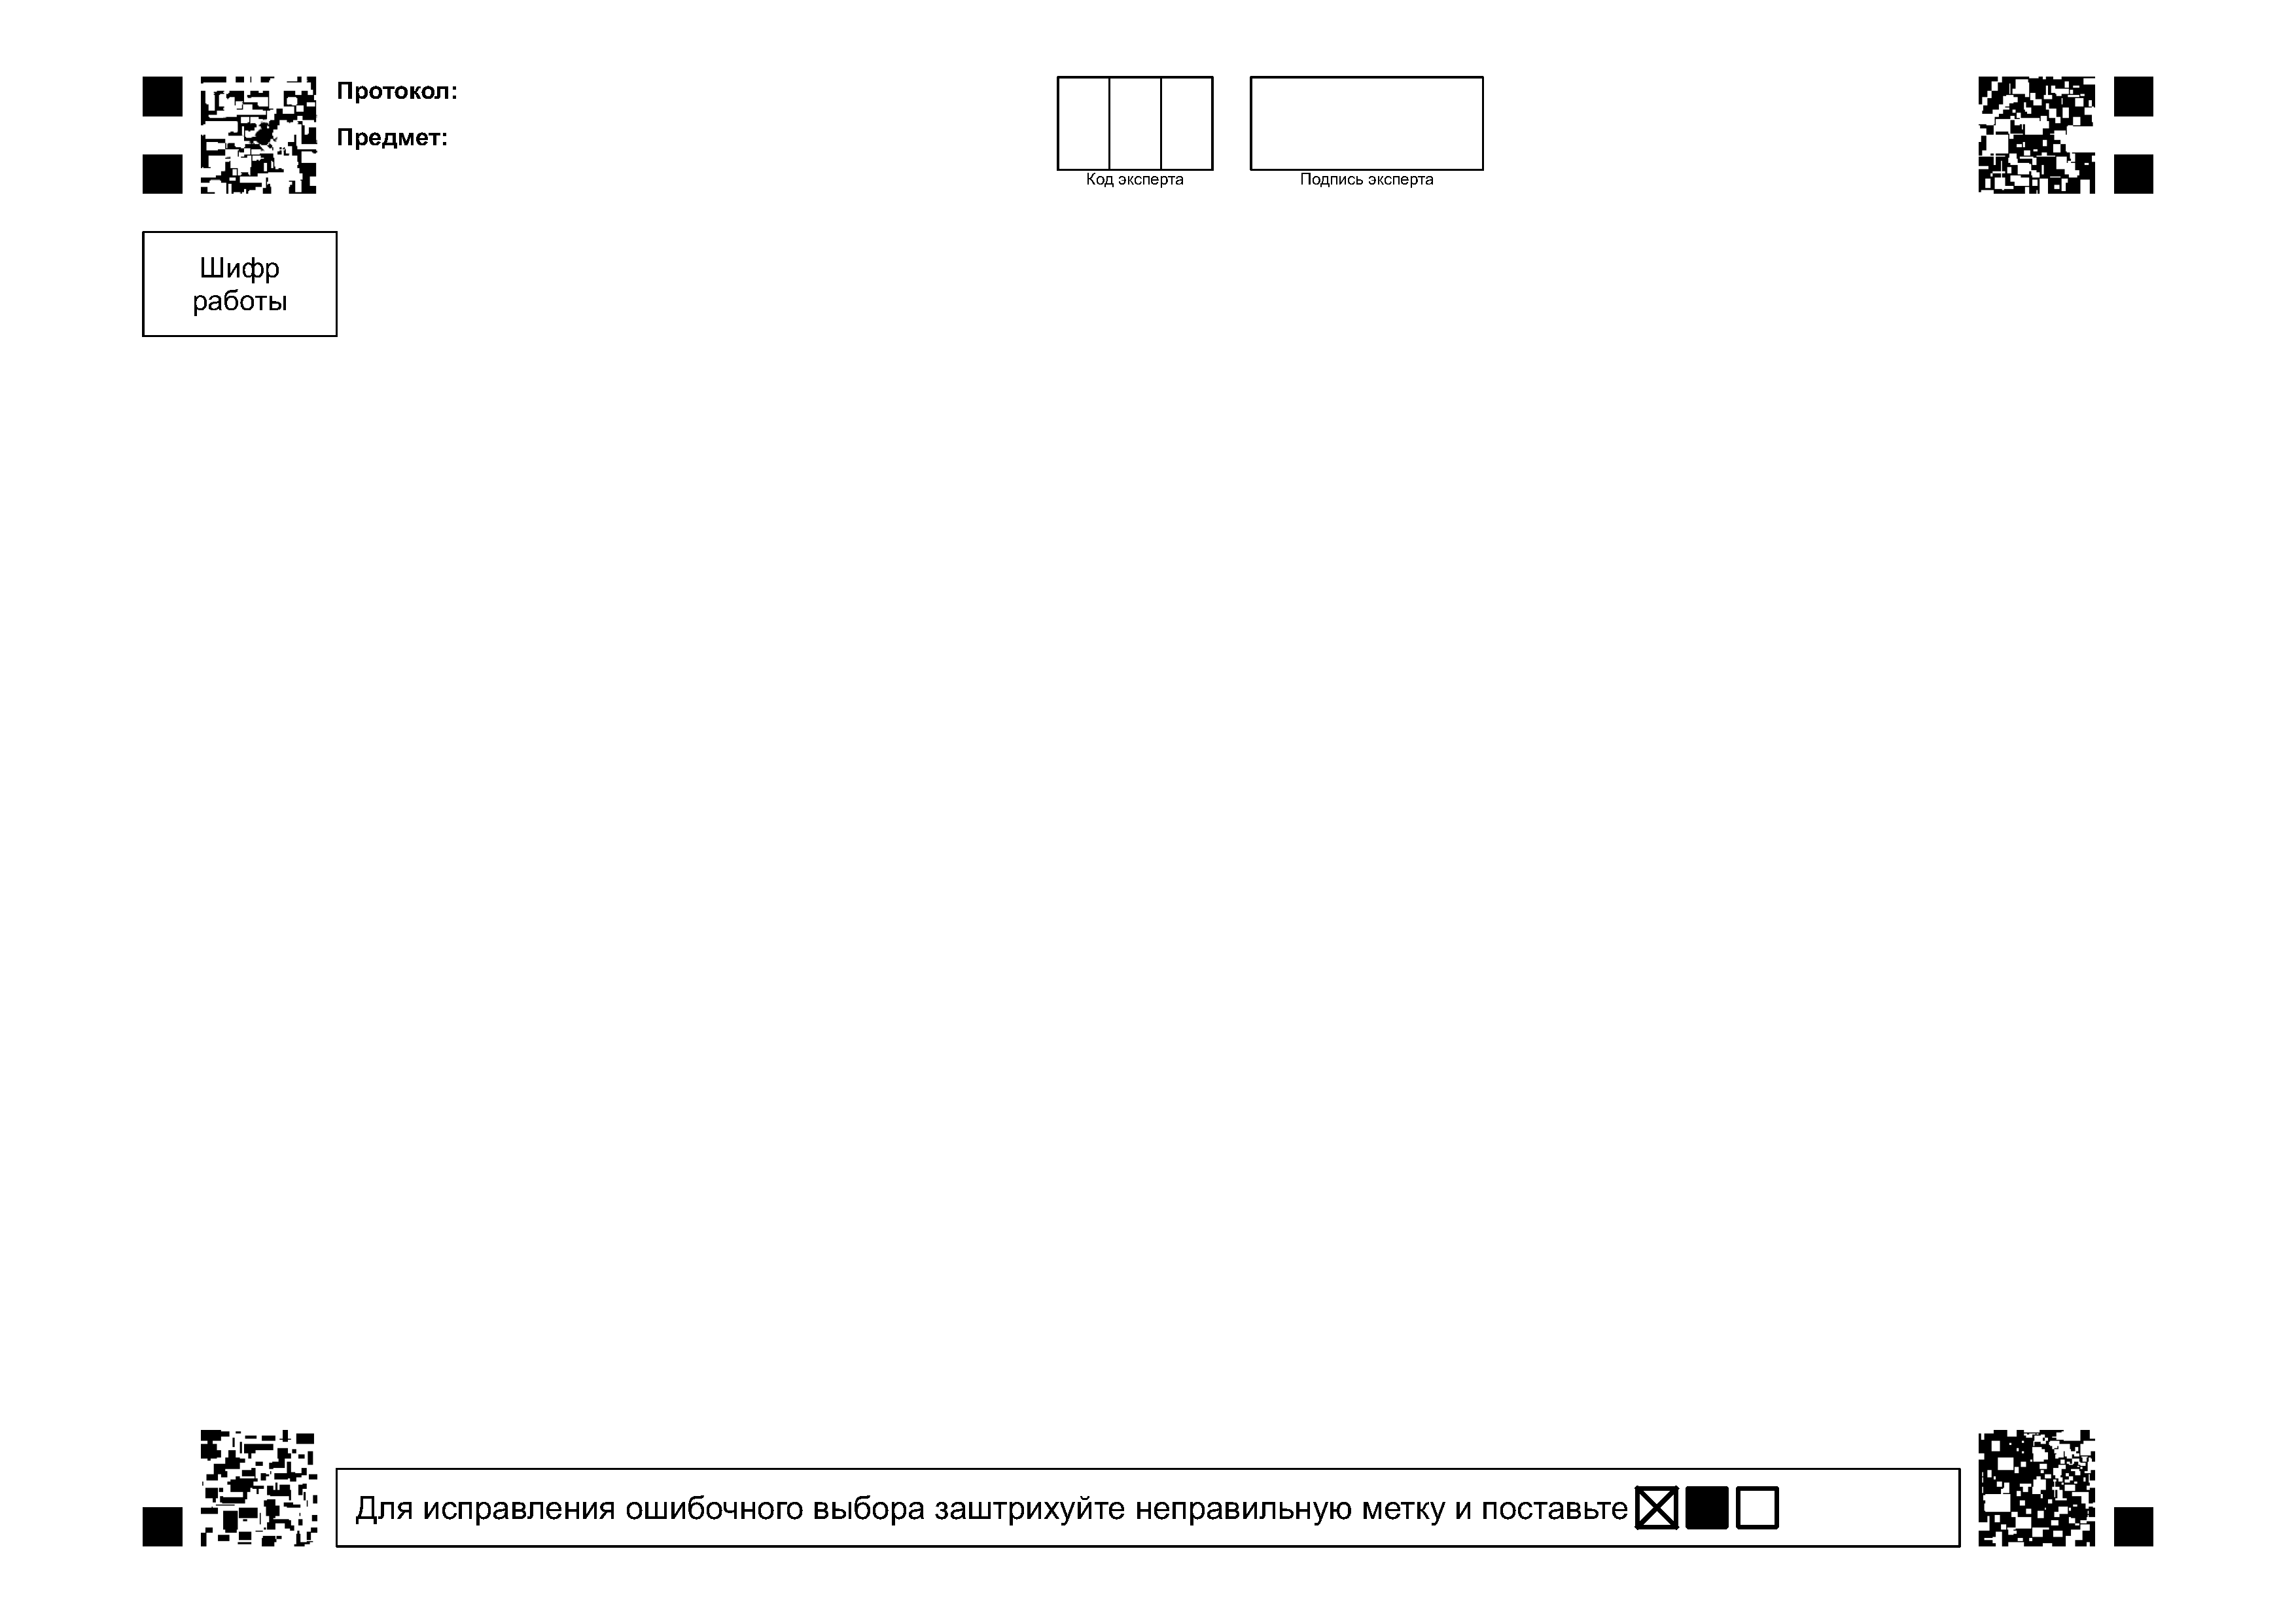 Протокол:
Предмет:
Код эксперта
Подпись эксперта
Шифр
работы
Для исправления ошибочного выбора заштрихуйте неправильную метку и поставьте